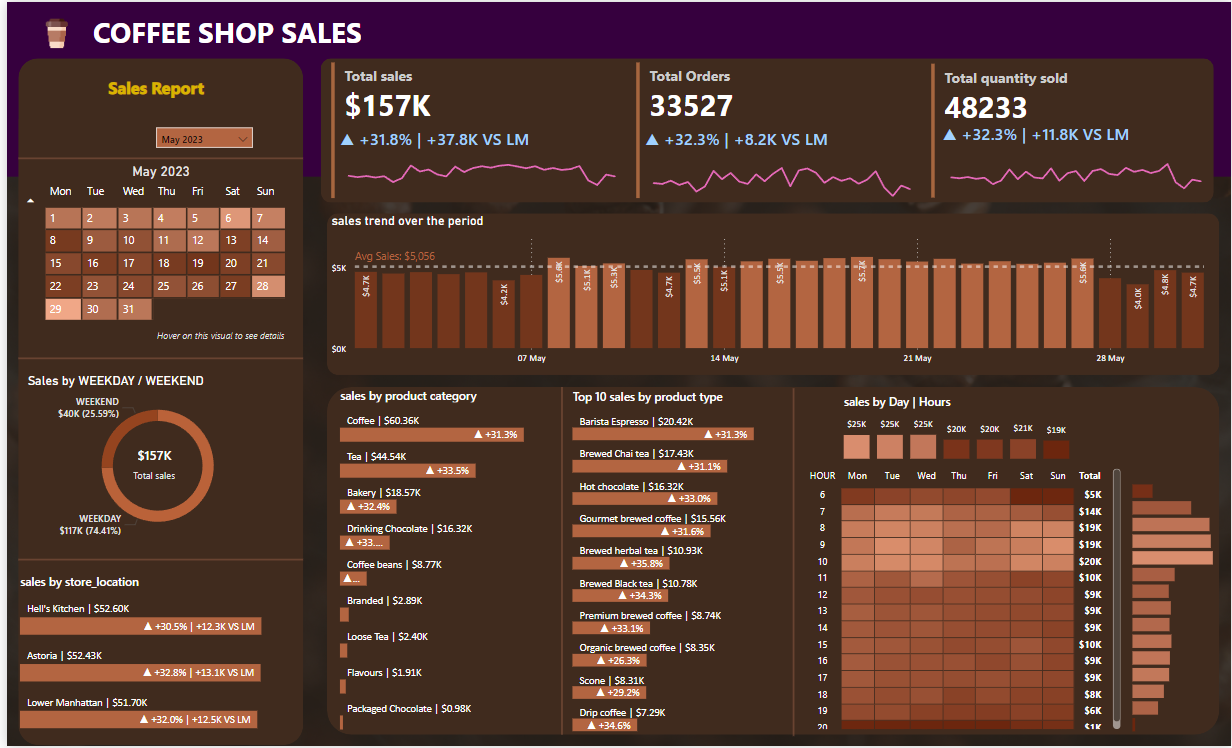 COFFEE SHOP SALES
Sales Report
May 2023
May 2023
Mon Tue Wed Thu Fri Sat Sun
1 2 3 4 5 6 7
8 9 10 11 12 13 14
15 16 17 18 19 20 21
22 23 24 25 26 27 28
29 30 31
Hover on this visual to see details
Sales by WEEKDAY / WEEKEND
WEEKEND
$40K (25.59%)
$157K
Total sales
WEEKDAY
$117K (74.41%)
sales by store_location
Hell's Kitchen | $52.60K
▲ +30.5% | +12.3K VS LM
Astoria | $52.43K
▲ +32.8% | +13.1K VS LM
Lower Manhattan | $51.70K
▲ +32.0% | +12.5K VS LM
Total sales
$157K
▲ +31.8% | +37.8K VS LM
Total Orders
33527
▲ +32.3% | +8.2K VS LM
Total quantity sold
48233
▲ +32.3% | +11.8K VS LM
sales trend over the period
Avg Sales: $5,056
$5K
$0K
$4.7K $4.2K $5.1K $5.3K $4.7K $5.5K $5.1K $5.5K $5.7K $5.6K $4.0K $4.8K $4.7K
07 May 14 May 21 May 28 May
sales by product category
Coffee | $60.36K
▲ +31.3%
Tea | $44.54K
▲ +33.5%
Bakery | $18.57K
▲ +32.4%
Drinking Chocolate | $16.32K
▲ +33....
Coffee beans | $8.77K
▲ ...
Branded | $2.89K
Loose Tea | $2.40K
Flavours | $1.91K
Packaged Chocolate | $0.98K
Top 10 sales by product type
Barista Espresso | $20.42K
▲ +31.3%
Brewed Chai tea | $17.43K
▲ +31.1%
Hot chocolate | $16.32K
▲ +33.0%
Gourmet brewed coffee | $15.56K
▲ +31.6%
Brewed herbal tea | $10.93K
▲ +35.8%
Brewed Black tea | $10.78K
▲ +34.3%
Premium brewed coffee | $8.74K
▲ +33.1%
Organic brewed coffee | $8.35K
▲ +26.3%
Scone | $8.31K
▲ +29.2%
Drip coffee | $7.29K
▲ +34.6%
sales by Day | Hours
$25K $25K $25K $20K $20K $21K $19K
HOUR Mon Tue Wed Thu Fri Sat Sun Total
6 $5K
7 $14K
8 $19K
9 $19K
10 $20K
11 $10K
12 $9K
13 $9K
14 $9K
15 $10K
16 $9K
17 $9K
18 $8K
19 $6K
20 $1K